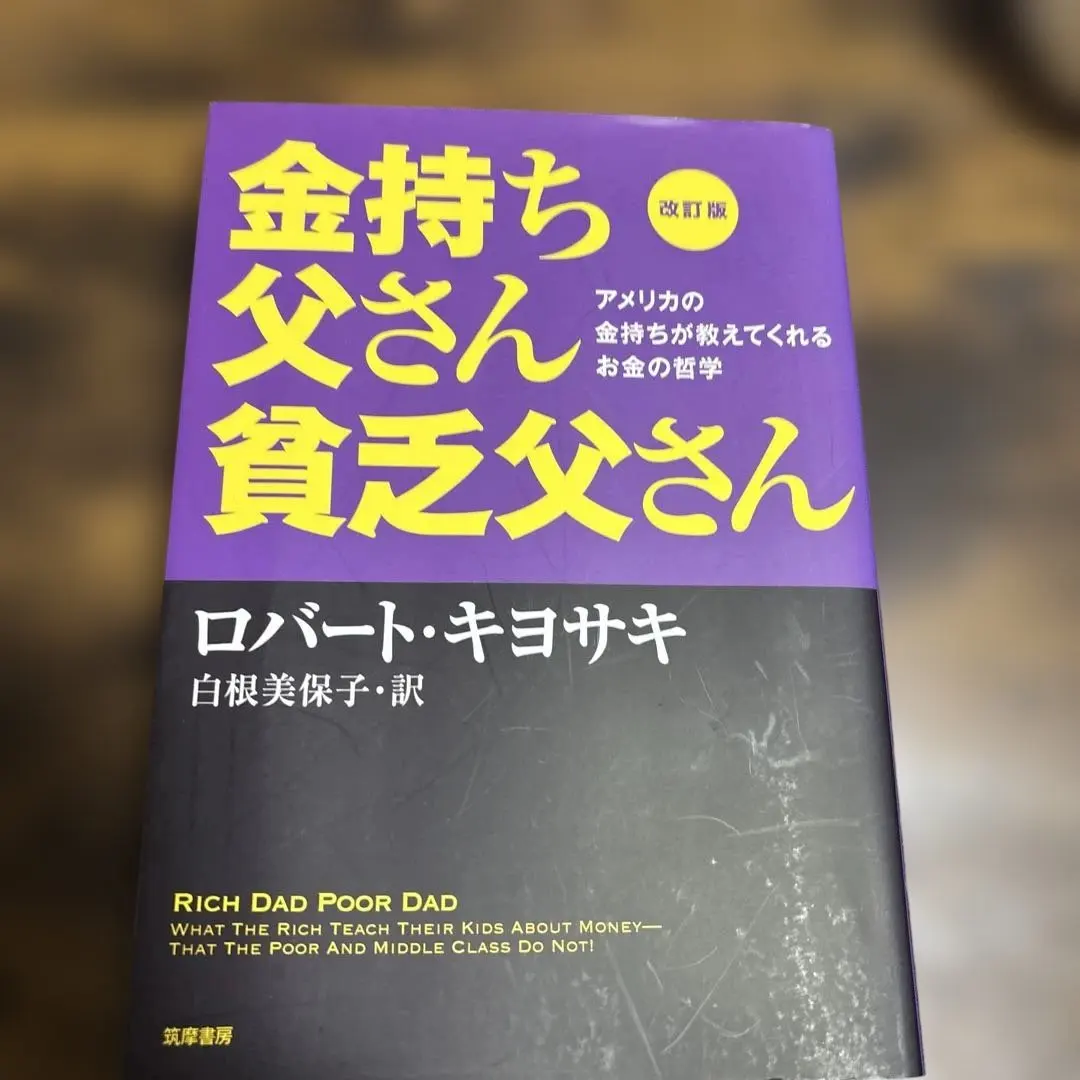 金持ち
父さん
貧乏父さん
改訂版
アメリカの
金持ちが教えてくれる
お金の哲学
ロバート・キヨサキ
白根美保子・訳
RICH DAD POOR DAD
WHAT THE RICH TEACH THEIR KIDS ABOUT MONEY—
THAT THE POOR AND MIDDLE CLASS DO NOT!
筑摩書房